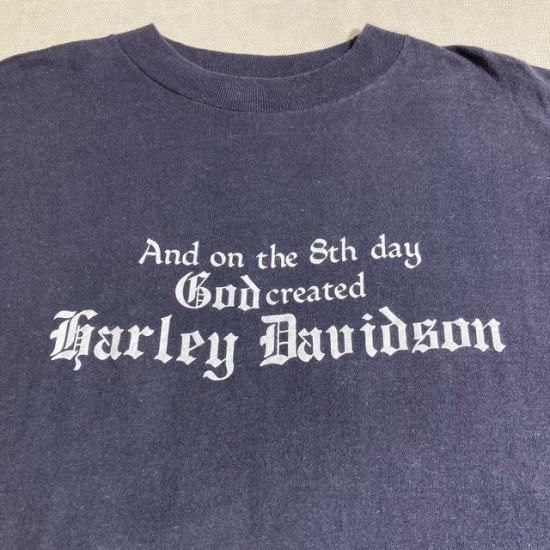 And on the 8th day
God created
Harley Davidson